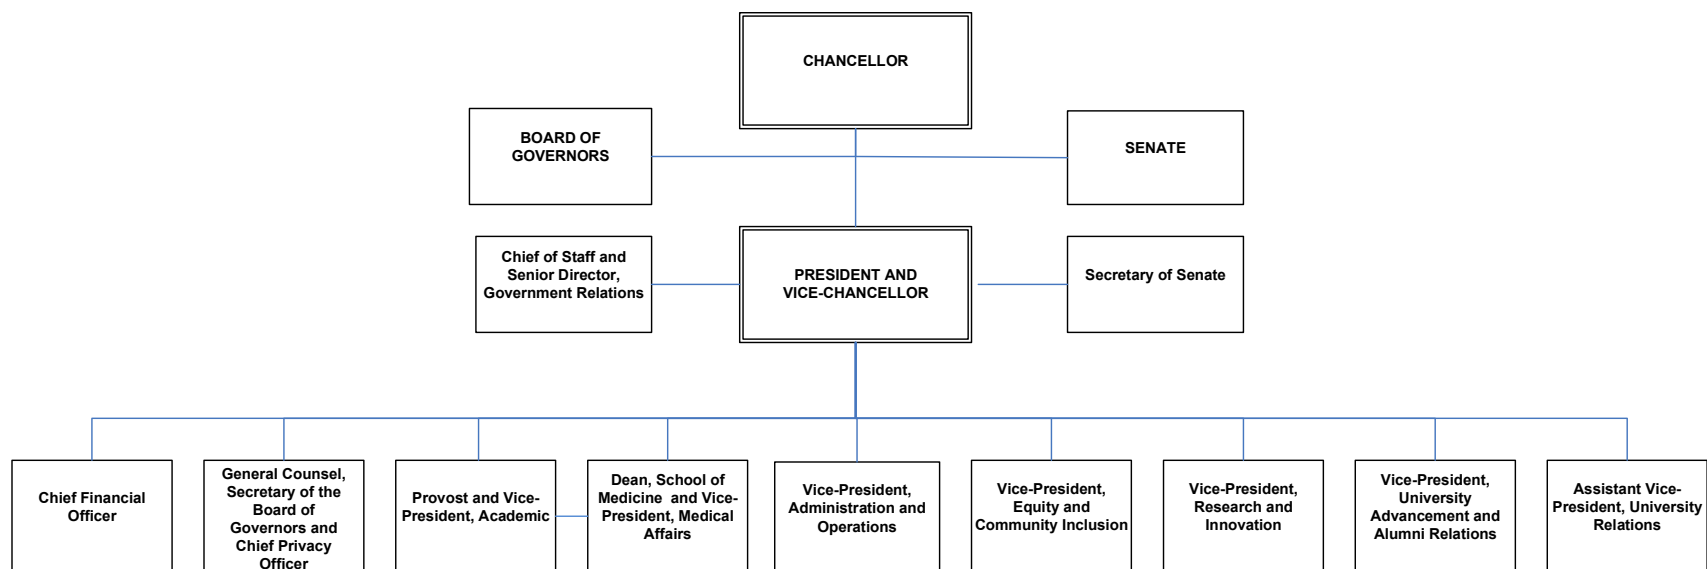 CHANCELLOR
BOARD OF
GOVERNORS
SENATE
Chief of Staff and
Senior Director,
Government Relations
PRESIDENT AND
VICE-CHANCELLOR
Secretary of Senate
Chief Financial
Officer
General Counsel,
Secretary of the
Board of
Governors and
Chief Privacy
Officer
Provost and Vice-
President, Academic
Dean, School of
Medicine and Vice-
President, Medical
Affairs
Vice-President,
Administration and
Operations
Vice-President,
Equity and
Community Inclusion
Vice-President,
Research and
Innovation
Vice-President,
University
Advancement and
Alumni Relations
Assistant Vice-
President, University
Relations